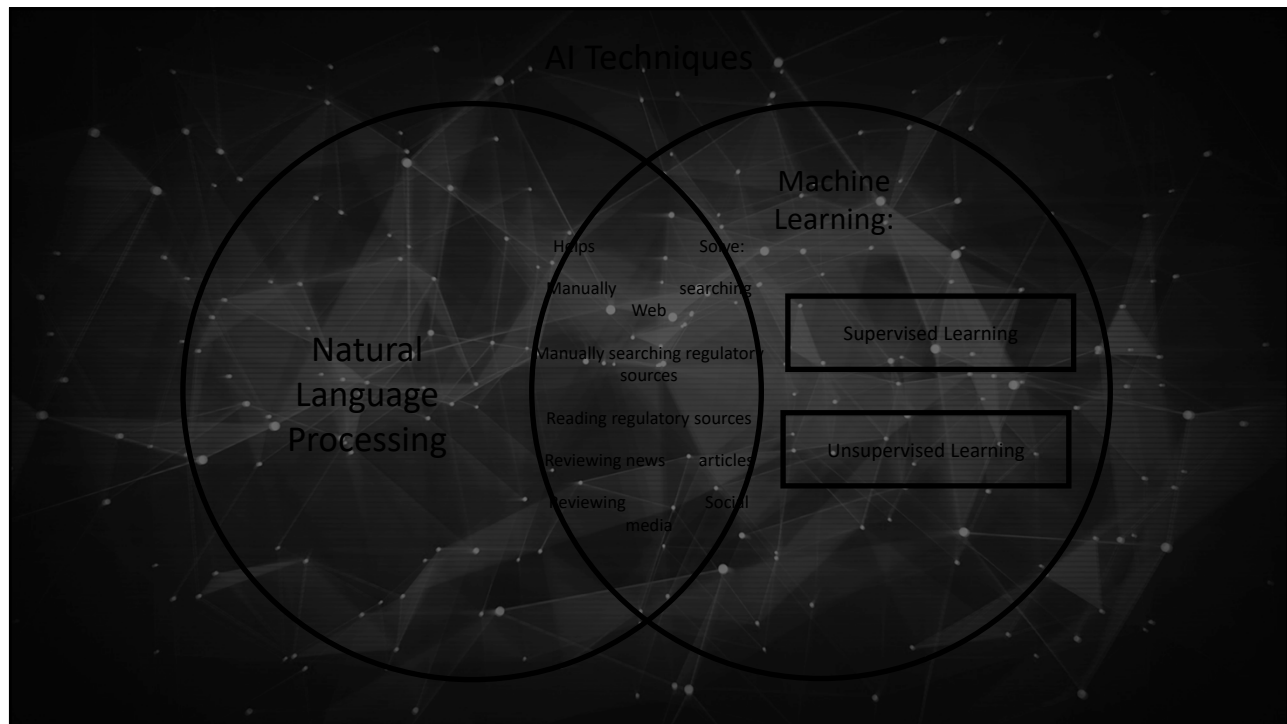 AI Techniques
Natural
Language
Processing
Helps Solve:
Manually searching
Web
Manually searching regulatory
sources
Reading regulatory sources
Reviewing news articles
Reviewing Social
media
Machine
Learning:
Supervised Learning
Unsupervised Learning